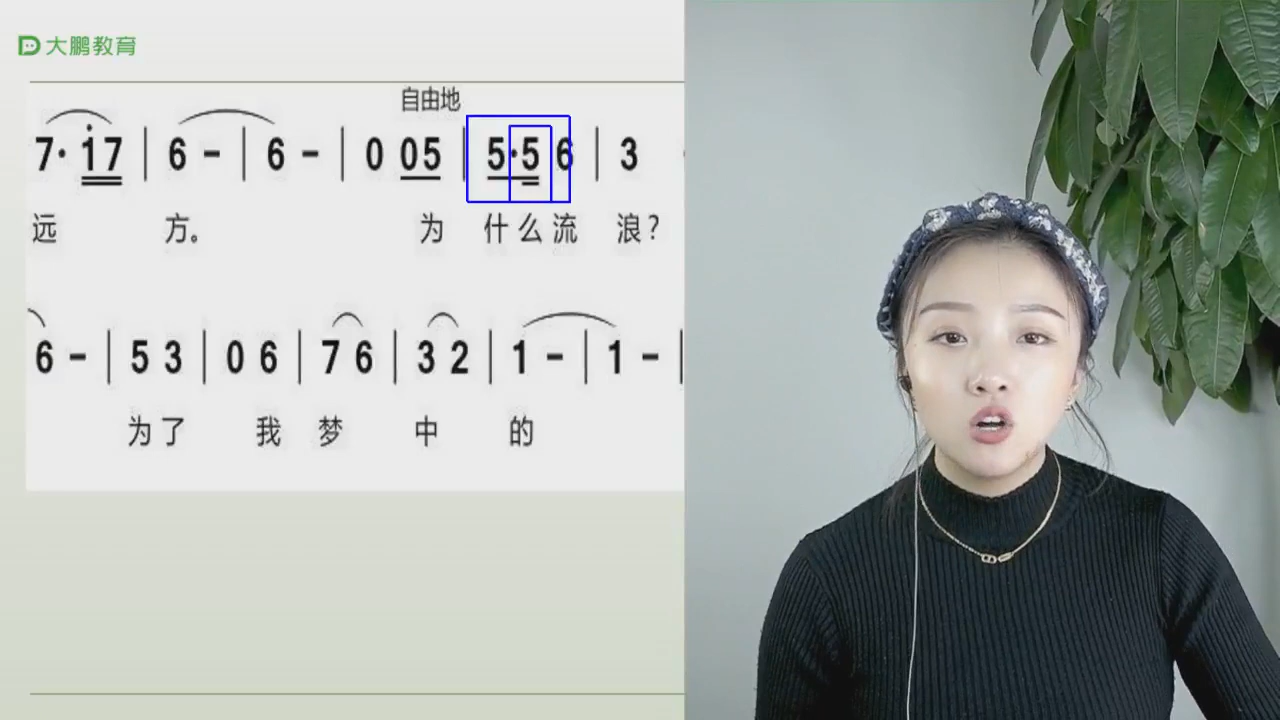 大鹏教育
自由地
7· i7 | 6 - | 6 - | 0 05 | 5·5 6 | 3
远 方。 为 什么流 浪？
6 - | 5 3 | 0 6 | 7 6 | 3 2 | 1 - | 1 - |
为了 我 梦 中 的